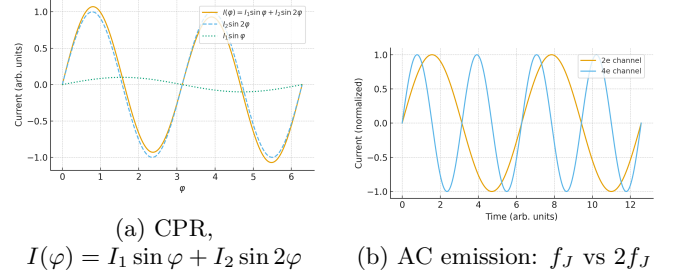 1.0
0.5
0.0
−0.5
−1.0
Current (arb. units)
0 1 2 3 4 5 6
φ
I(φ) = I₁ sin φ + I₂ sin 2φ
I₂ sin 2φ
I₁ sin φ
(a) CPR,
I(φ) = I₁ sin φ + I₂ sin 2φ
1.0
0.5
0.0
−0.5
−1.0
Current (normalized)
0 2 4 6 8 10 12
Time (arb. units)
2e channel
4e channel
(b) AC emission: f_J vs 2f_J